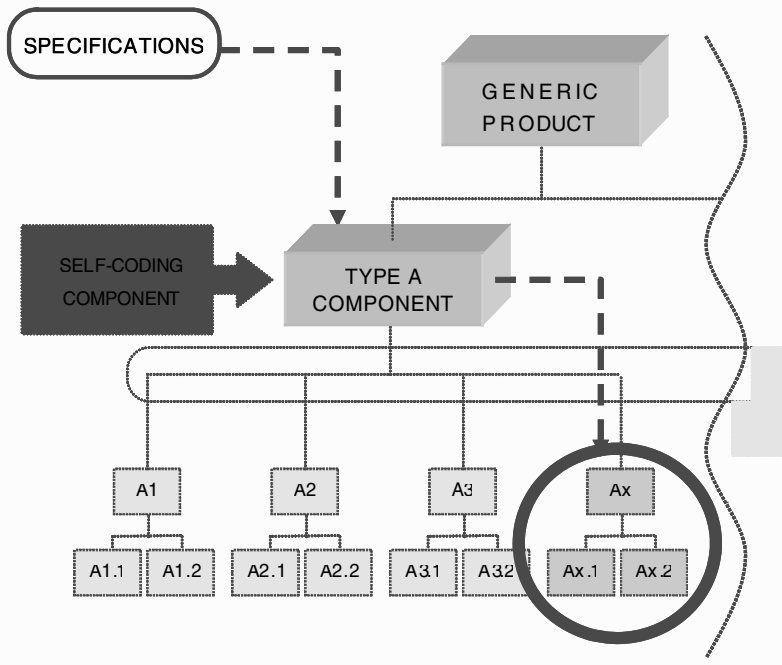 SPECIFICATIONS
GENERIC
PRODUCT
SELF-CODING
COMPONENT
TYPE A
COMPONENT
A1
A2
A3
Ax
A1.1
A1.2
A2.1
A2.2
A3.1
A3.2
Ax.1
Ax.2